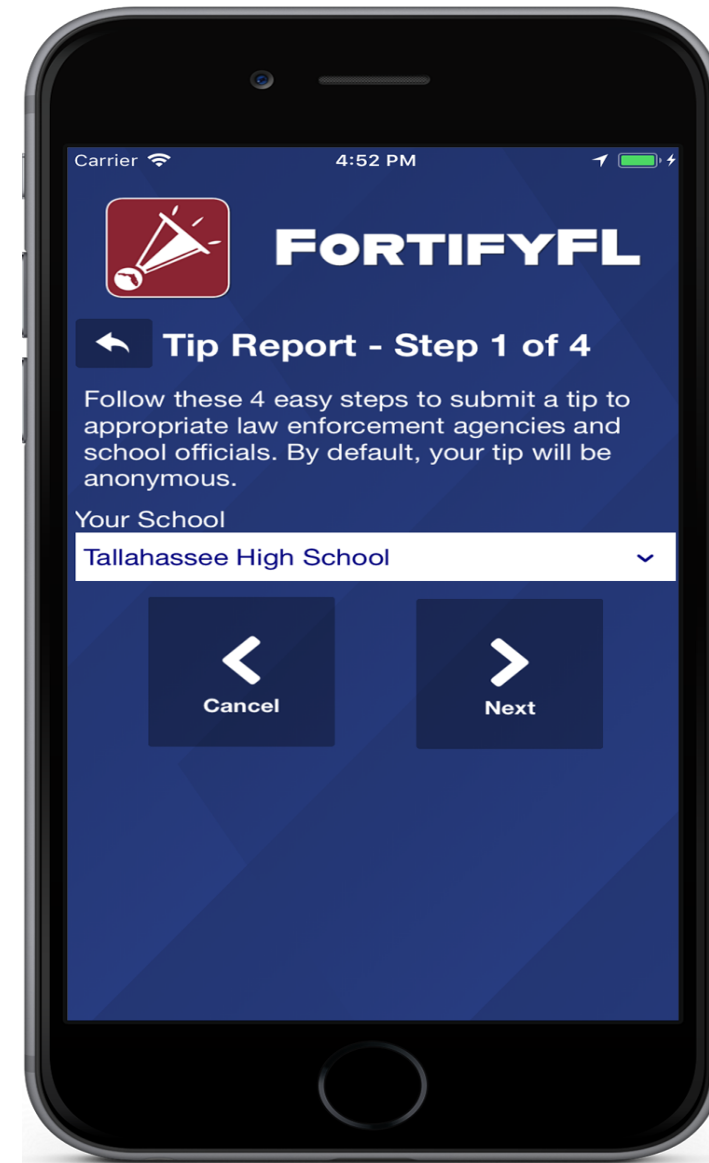 Carrier 4:52 PM
FORTIFYFL
Tip Report - Step 1 of 4
Follow these 4 easy steps to submit a tip to
appropriate law enforcement agencies and
school officials. By default, your tip will be
anonymous.
Your School
Tallahassee High School
Cancel Next